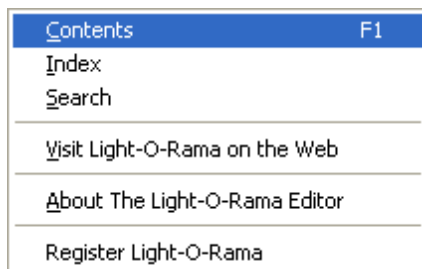 Contents F1
Index
Search
Visit Light-O-Rama on the Web
About The Light-O-Rama Editor
Register Light-O-Rama